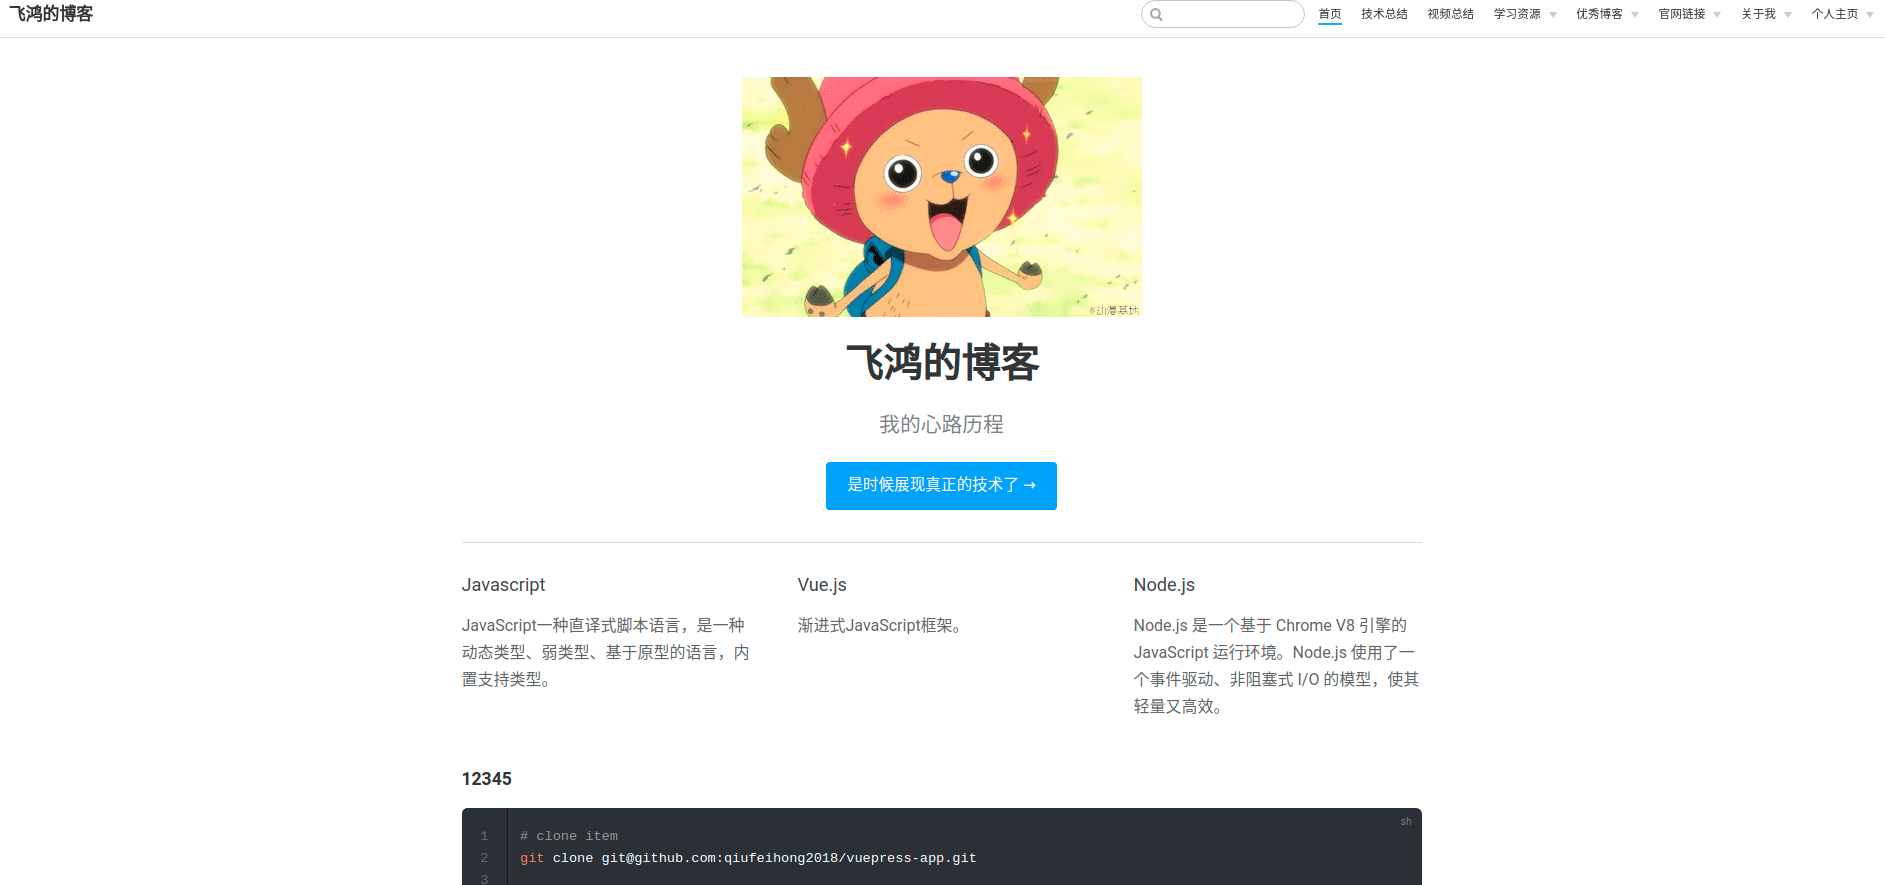 飞鸿的博客
首页 技术总结 视频总结 学习资源 优秀博客 官网链接 关于我 个人主页
©动漫基地
飞鸿的博客
我的心路历程
是时候展现真正的技术了 →
Javascript
JavaScript一种直译式脚本语言，是一种
动态类型、弱类型、基于原型的语言，内
置支持类型。
Vue.js
渐进式JavaScript框架。
Node.js
Node.js 是一个基于 Chrome V8 引擎的
JavaScript 运行环境。Node.js 使用了一
个事件驱动、非阻塞式 I/O 的模型，使其
轻量又高效。
12345
sh
1 # clone item
2 git clone git@github.com:qiufeihong2018/vuepress-app.git
3